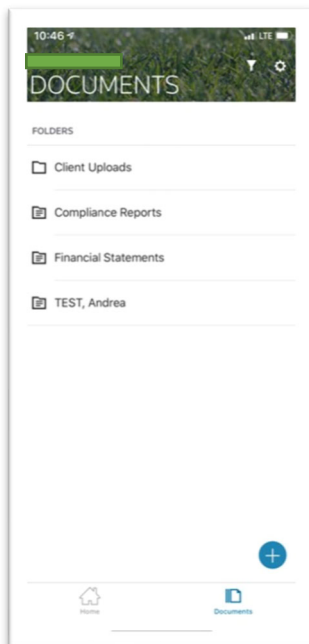 10:46
LTE
DOCUMENTS
FOLDERS
Client Uploads
Compliance Reports
Financial Statements
TEST, Andrea
Home
Documents